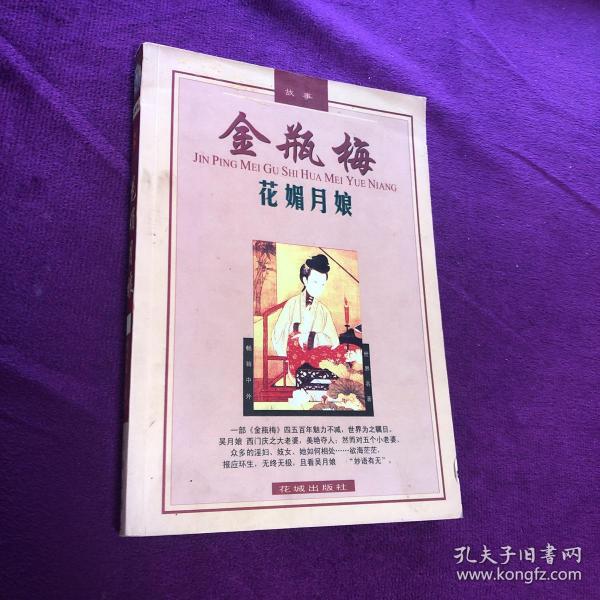 故事
金瓶梅
JIN PING MEI GU SHI HUA MEI YUE NIANG
花媚月娘
畅销中外
世界名著
一部《金瓶梅》四五百年魅力不减，世界为之瞩目。
吴月娘 西门庆之大老婆，美艳夺人；然而对五个小老婆、
众多的淫妇、妓女、她如何相处……欲海茫茫，
报应环生，无终无极，且看吴月娘 “妙语有无”。
花城出版社
孔夫子旧书网
www.kongfz.com